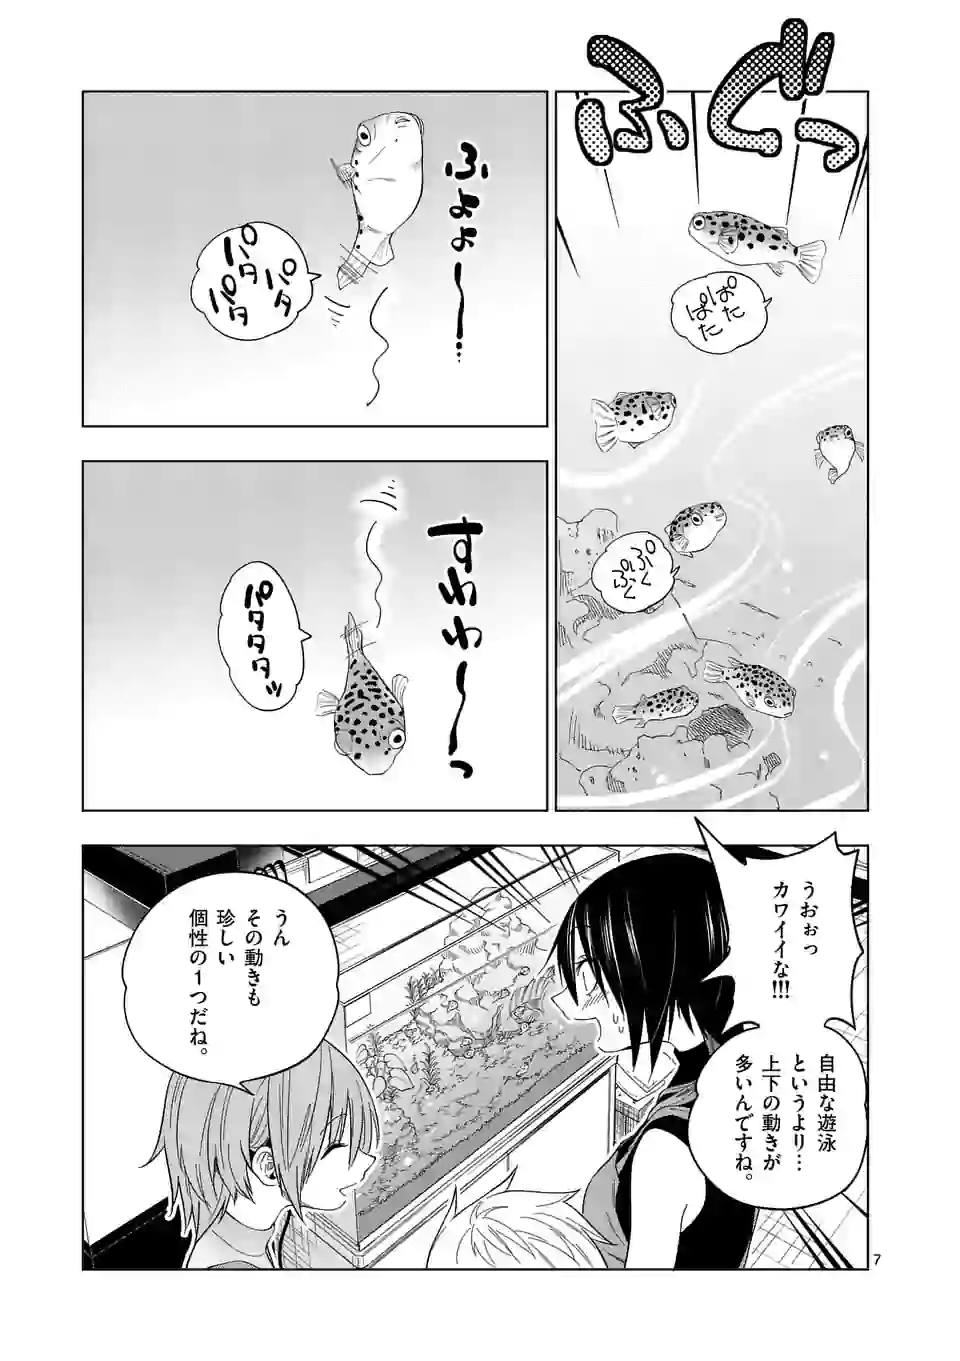 ふぐっ
ぱた
ぱた
ぷく
ぷく
ふよよ〜…
パタ
パタ
パタ
すわわ〜っ
パタタタッ
うおぉっ
カワイイな!!!
自由な遊泳
というより…
上下の動きが
多いんですね。
うん
その動きも
珍しい
個性の1つだね。
7